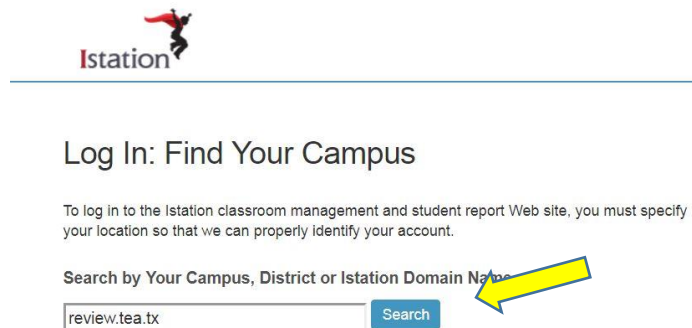 Istation
Log In: Find Your Campus
To log in to the Istation classroom management and student report Web site, you must specify
your location so that we can properly identify your account.
Search by Your Campus, District or Istation Domain Name
review.tea.tx
Search